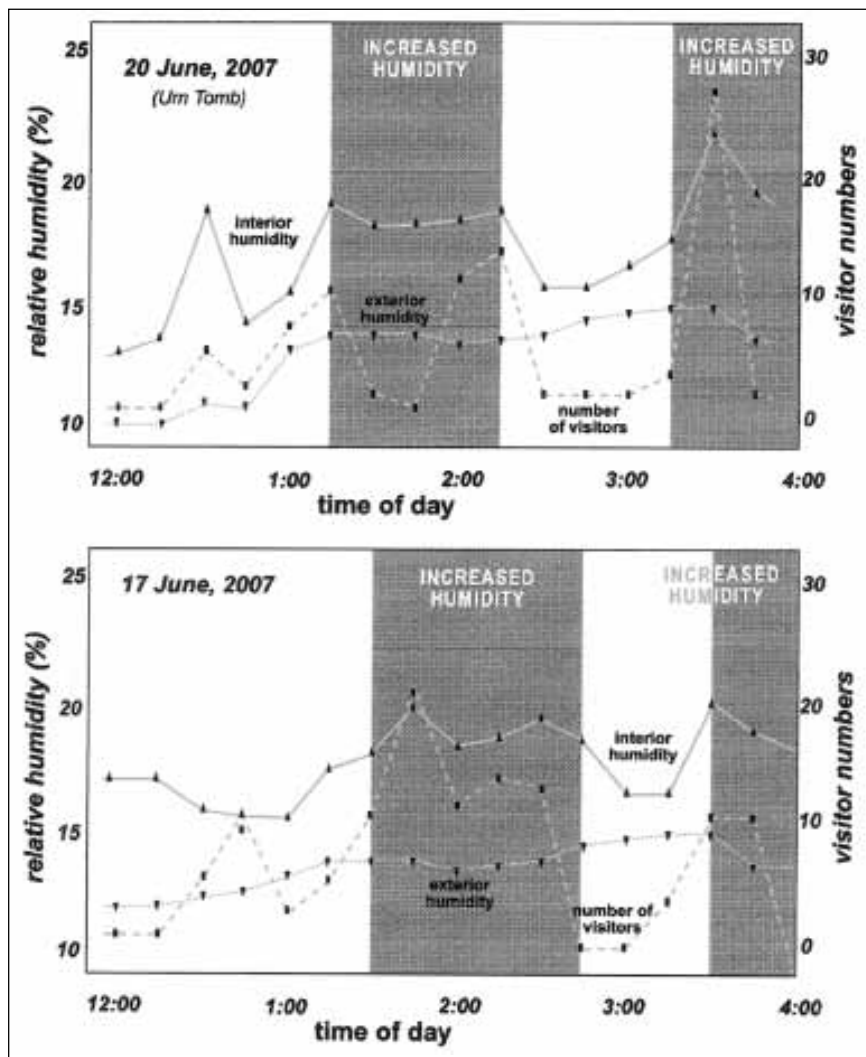 25
20
15
10
relative humidity (%)
20 June, 2007
(Urn Tomb)
INCREASED
HUMIDITY
INCREASED
HUMIDITY
interior
humidity
exterior
humidity
number
of visitors
30
20
10
0
visitor numbers
12:00
1:00
2:00
3:00
4:00
time of day
25
20
15
10
relative humidity (%)
17 June, 2007
INCREASED
HUMIDITY
INCREASED
HUMIDITY
interior
humidity
exterior
humidity
number of
visitors
30
20
10
0
visitor numbers
12:00
1:00
2:00
3:00
4:00
time of day